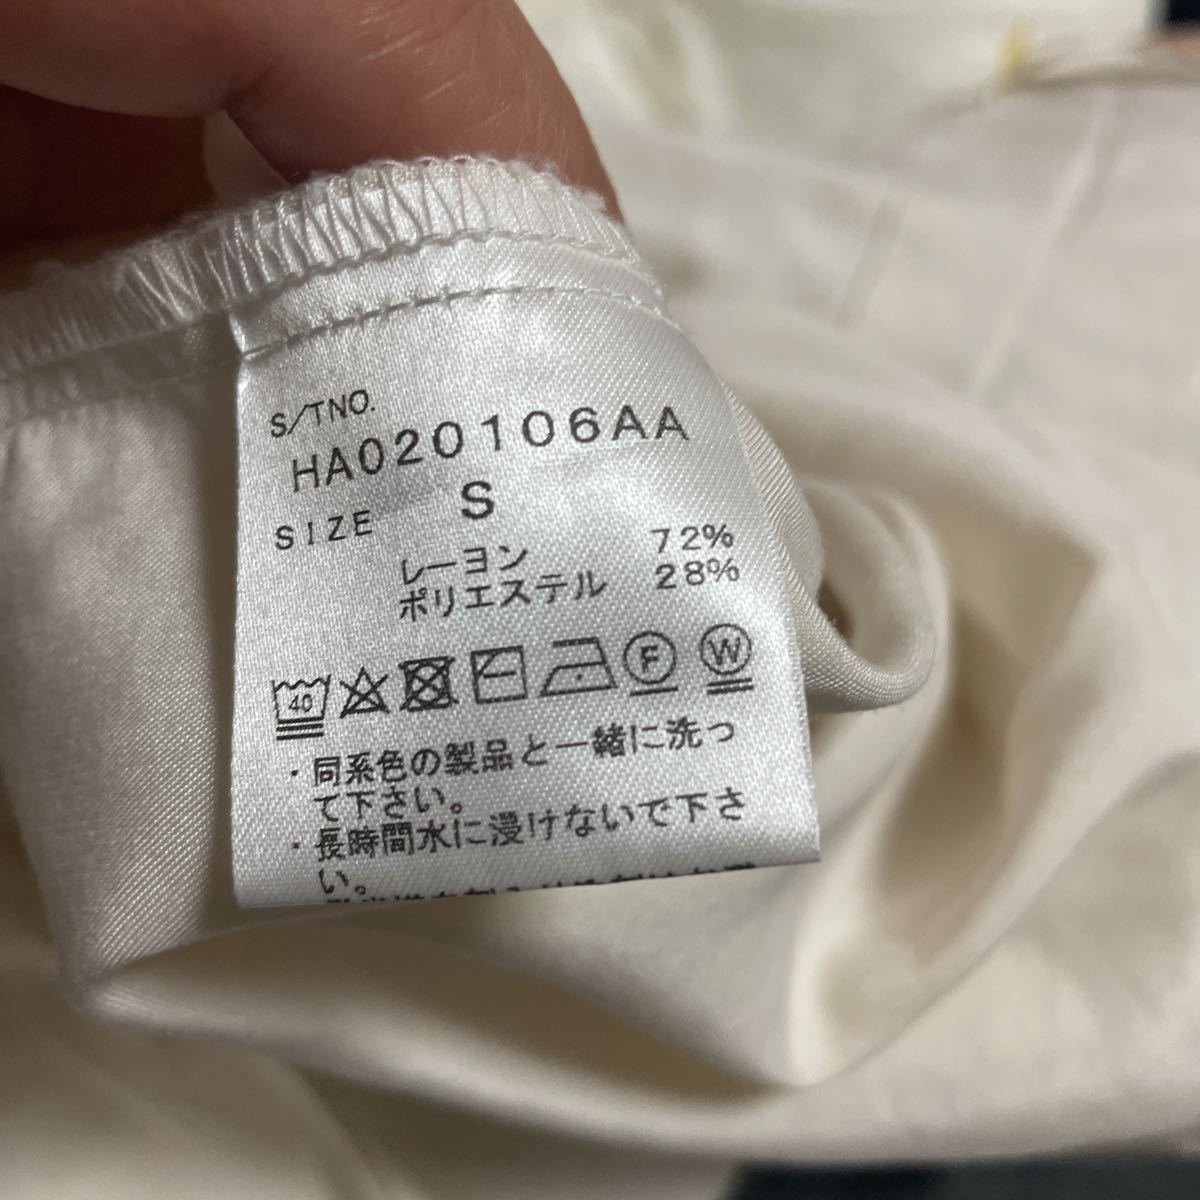 S/TNO.
HA020106AA
SIZE S
レーヨン 72%
ポリエステル 28%
40 F W
・同系色の製品と一緒に洗っ
て下さい。
・長時間水に浸けないで下さ
い。